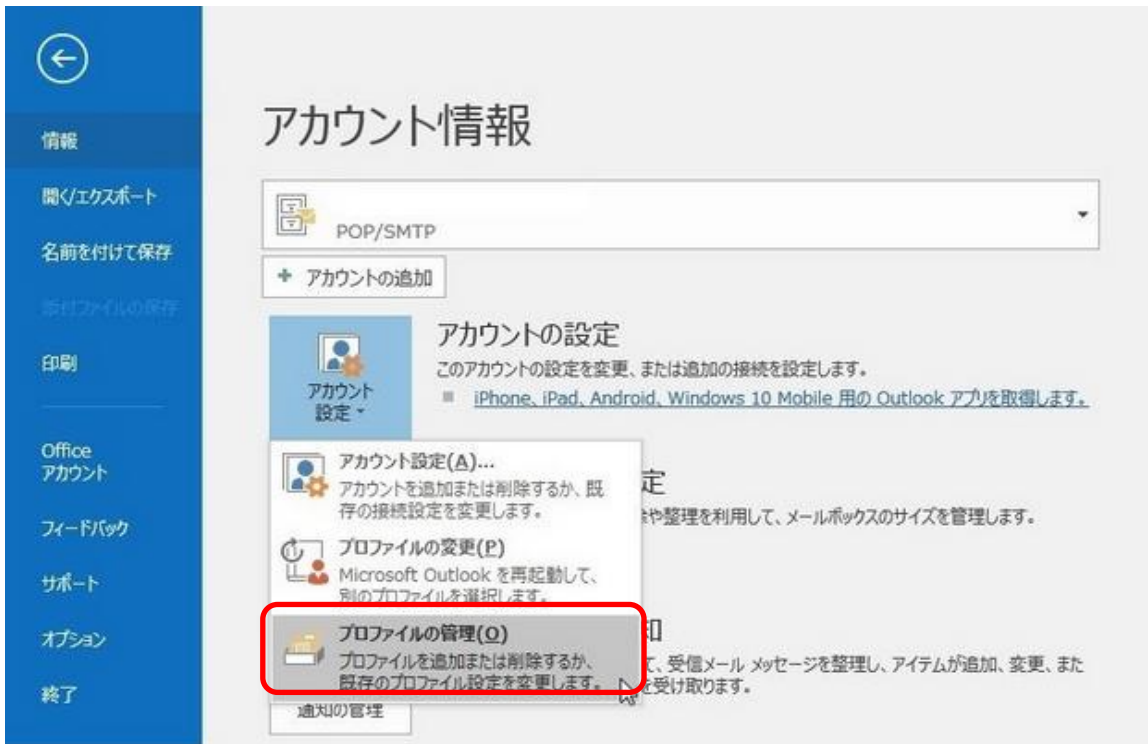 情報
開く/エクスポート
名前を付けて保存
添付ファイルの保存
印刷
Office
アカウント
フィードバック
サポート
オプション
終了
アカウント情報
POP/SMTP
+ アカウントの追加
アカウント
設定
アカウントの設定
このアカウントの設定を変更、または追加の接続を設定します。
iPhone、iPad、Android、Windows 10 Mobile 用の Outlook アプリを取得します。
アカウント設定(A)...
アカウントを追加または削除するか、既
存の接続設定を変更します。
プロファイルの変更(P)
Microsoft Outlook を再起動して、
別のプロファイルを選択します。
プロファイルの管理(O)
プロファイルを追加または削除するか、
既存のプロファイル設定を変更します。
定
や整理を利用して、メールボックスのサイズを管理します。
知
て、受信メール メッセージを整理し、アイテムが追加、変更、また
を受け取ります。
通知の管理